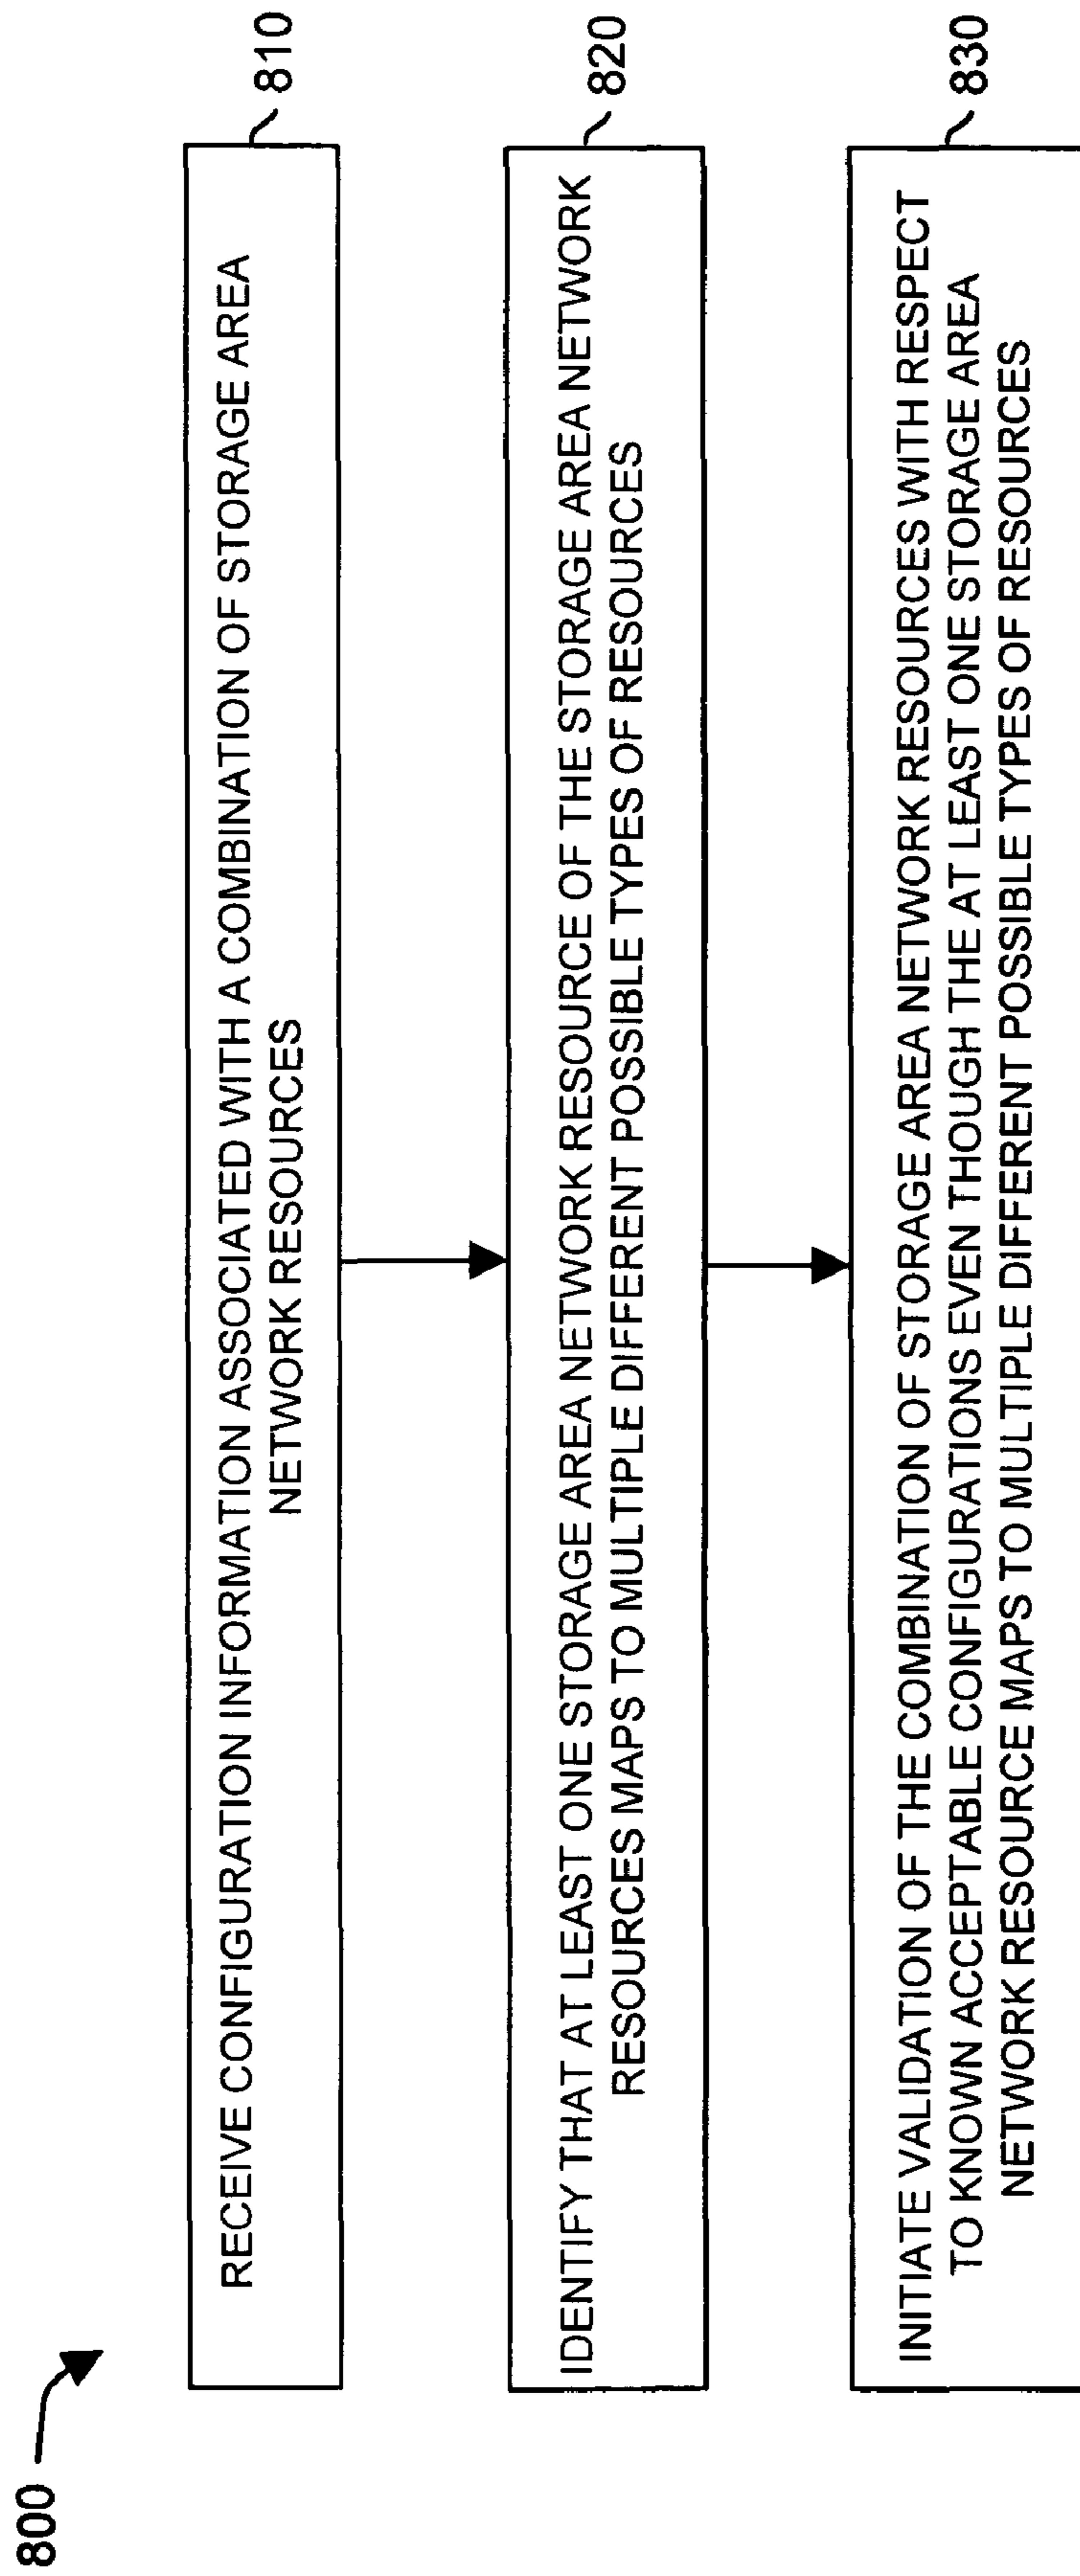 800
RECEIVE CONFIGURATION INFORMATION ASSOCIATED WITH A COMBINATION OF STORAGE AREA
NETWORK RESOURCES
810
IDENTIFY THAT AT LEAST ONE STORAGE AREA NETWORK RESOURCE OF THE STORAGE AREA NETWORK
RESOURCES MAPS TO MULTIPLE DIFFERENT POSSIBLE TYPES OF RESOURCES
820
INITIATE VALIDATION OF THE COMBINATION OF STORAGE AREA NETWORK RESOURCES WITH RESPECT
TO KNOWN ACCEPTABLE CONFIGURATIONS EVEN THOUGH THE AT LEAST ONE STORAGE AREA
NETWORK RESOURCE MAPS TO MULTIPLE DIFFERENT POSSIBLE TYPES OF RESOURCES
830